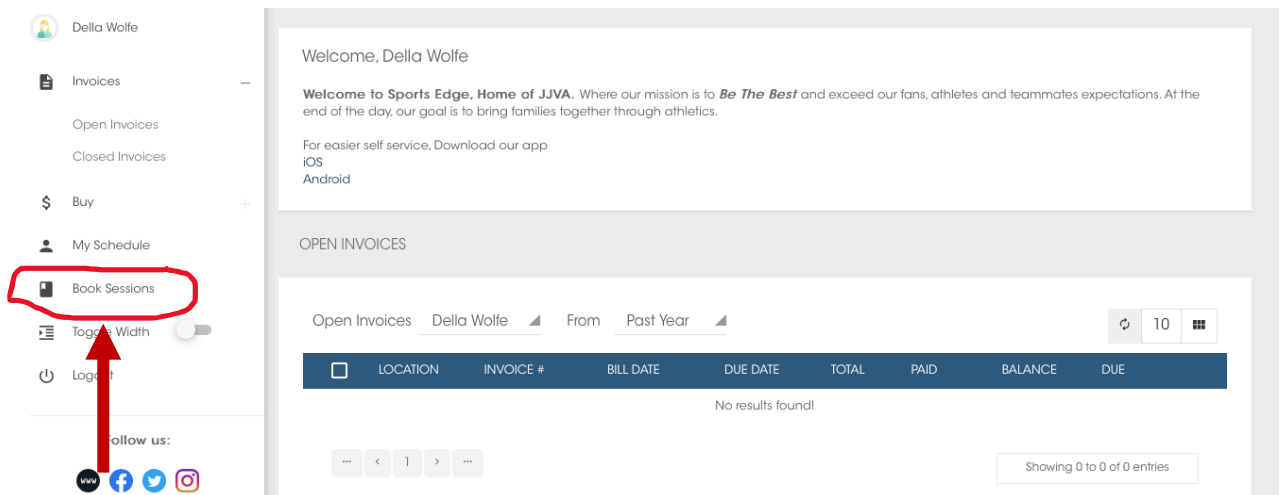 Della Wolfe
Invoices
Open Invoices
Closed Invoices
Buy
My Schedule
Book Sessions
Toggle Width
Logout
Follow us:
www
Welcome, Della Wolfe
Welcome to Sports Edge, Home of JJVA. Where our mission is to Be The Best and exceed our fans, athletes and teammates expectations. At the
end of the day, our goal is to bring families together through athletics.
For easier self service, Download our app
iOS
Android
OPEN INVOICES
Open Invoices Della Wolfe From Past Year
10
LOCATION INVOICE # BILL DATE DUE DATE TOTAL PAID BALANCE DUE
No results found!
... ‹ 1 › ...
Showing 0 to 0 of 0 entries